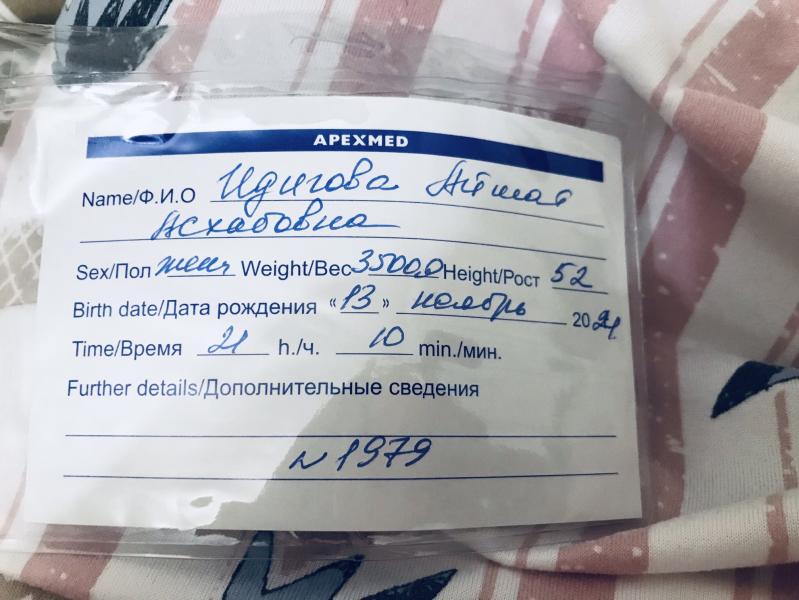 APEXMED
Name/Ф.И.О Идигова Айшат
Асхабовна
Sex/Пол жен Weight/Вес 3500,0 Height/Рост 52
Birth date/Дата рождения «13» ноябрь 2021
Time/Время 21 h./ч. 10 min./мин.
Further details/Дополнительные сведения
N 1979